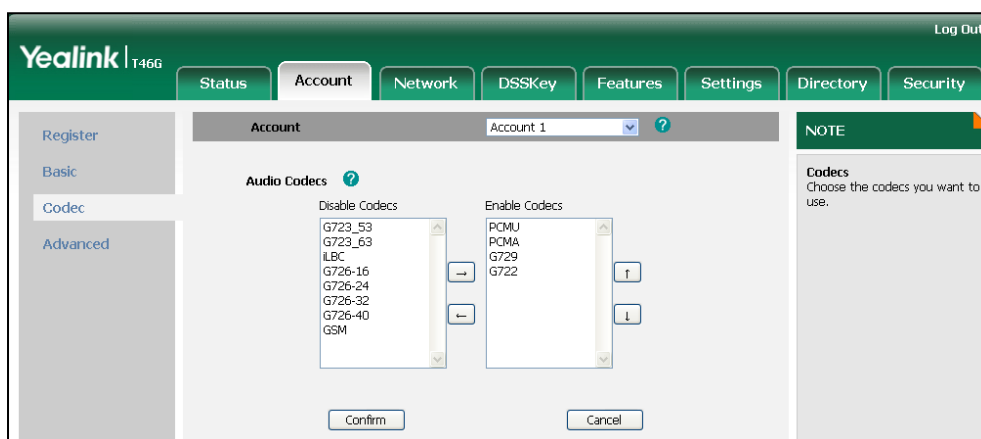 Log Out
Yealink | T46G
Status Account Network DSSKey Features Settings Directory Security
Register
Basic
Codec
Advanced
Account Account 1 ?
Audio Codecs ?
Disable Codecs
G723_53
G723_63
iLBC
G726-16
G726-24
G726-32
G726-40
GSM
→
←
Enable Codecs
PCMU
PCMA
G729
G722
↑
↓
Confirm Cancel
NOTE
Codecs
Choose the codecs you want to
use.